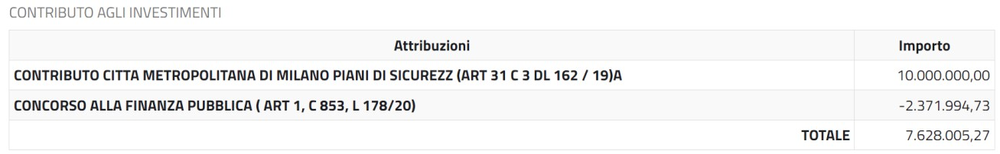 CONTRIBUTO AGLI INVESTIMENTI
Attribuzioni Importo
CONTRIBUTO CITTA METROPOLITANA DI MILANO PIANI DI SICUREZZ (ART 31 C 3 DL 162 / 19)A 10.000.000,00
CONCORSO ALLA FINANZA PUBBLICA ( ART 1, C 853, L 178/20) -2.371.994,73
TOTALE 7.628.005,27